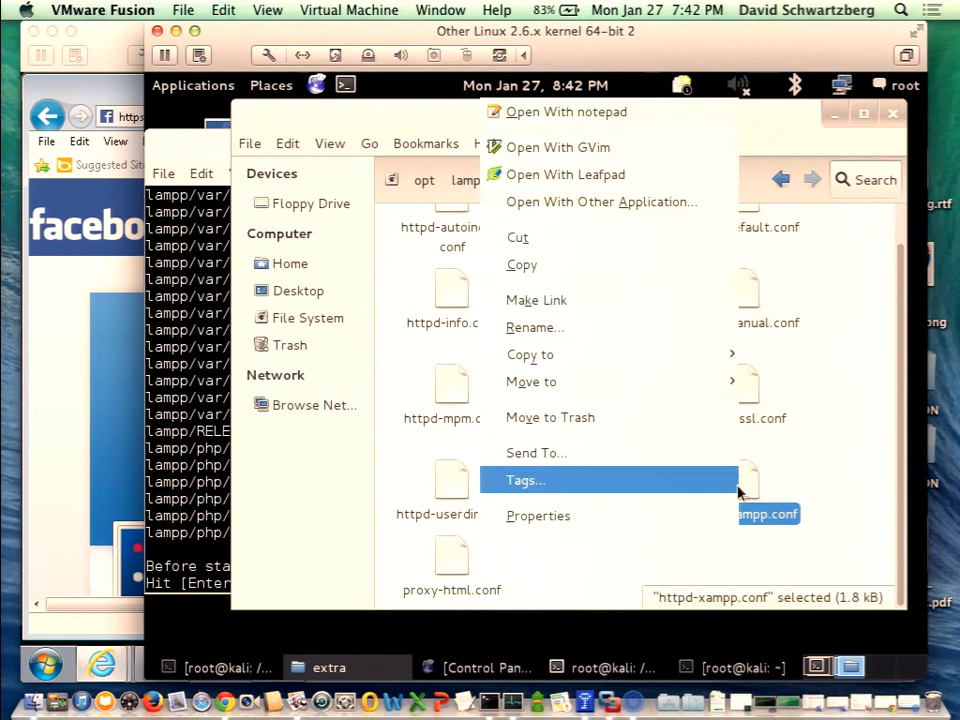 VMware Fusion File Edit View Virtual Machine Window Help 83% Mon Jan 27 7:42 PM David Schwartzberg
Other Linux 2.6.x kernel 64-bit 2
Applications Places Mon Jan 27, 8:42 PM root
https
File Edit View
Suggested Sit
facebo
File Edit
lampp/var/
lampp/var/
lampp/var/
lampp/var/
lampp/var/
lampp/var/
lampp/var/
lampp/var/
lampp/var/
lampp/var/
lampp/var/
lampp/var/
lampp/var/
lampp/var/
lampp/RELE
lampp/php/
lampp/php/
lampp/php/
lampp/php/
lampp/php/
lampp/php/
Before sta
Hit [Enter
File Edit View Go Bookmarks H
Devices
Floppy Drive
Computer
Home
Desktop
File System
Trash
Network
Browse Net...
opt lamp
Search
httpd-autoin
conf
efault.conf
httpd-info.c
anual.conf
httpd-mpm.c
ssl.conf
httpd-userdir
ampp.conf
proxy-html.conf
"httpd-xampp.conf" selected (1.8 kB)
Open With notepad
Open With GVim
Open With Leafpad
Open With Other Application...
Cut
Copy
Make Link
Rename...
Copy to
Move to
Move to Trash
Send To...
Tags...
Properties
[root@kali: /... extra [Control Pan... root@kali: /... [root@kali: ~]
.rtf
ong
ON
ON
.pdf